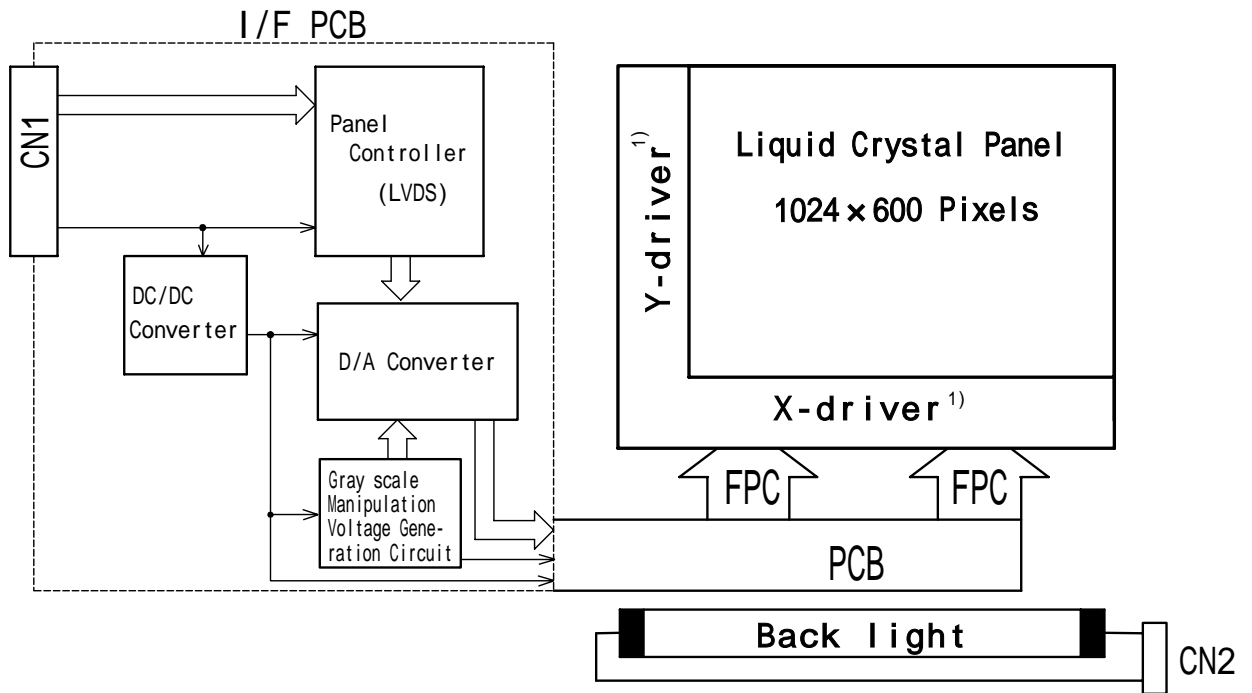 I/F PCB
CN1
Panel
Controller
(LVDS)
DC/DC
Converter
D/A Converter
Gray scale
Manipulation
Voltage Gene-
ration Circuit
Y-driver 1)
Liquid Crystal Panel
1024×600 Pixels
X-driver 1)
FPC
FPC
PCB
Back light
CN2